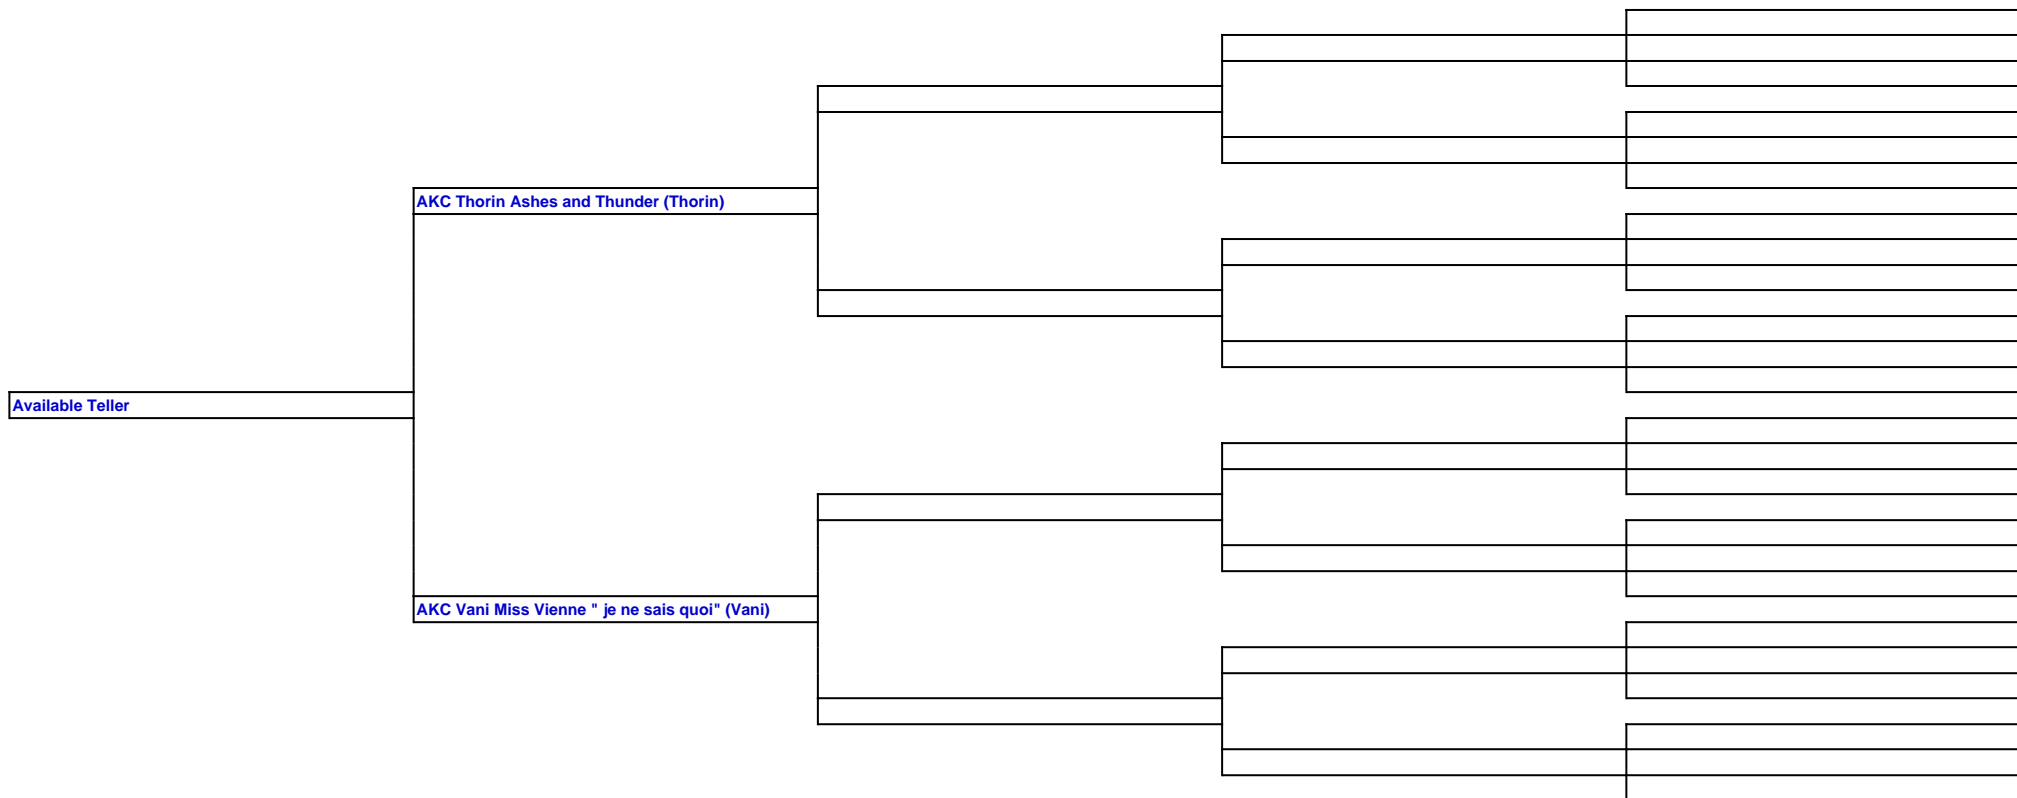 AKC Thorin Ashes and Thunder (Thorin)
Available Teller
AKC Vani Miss Vienne " je ne sais quoi" (Vani)